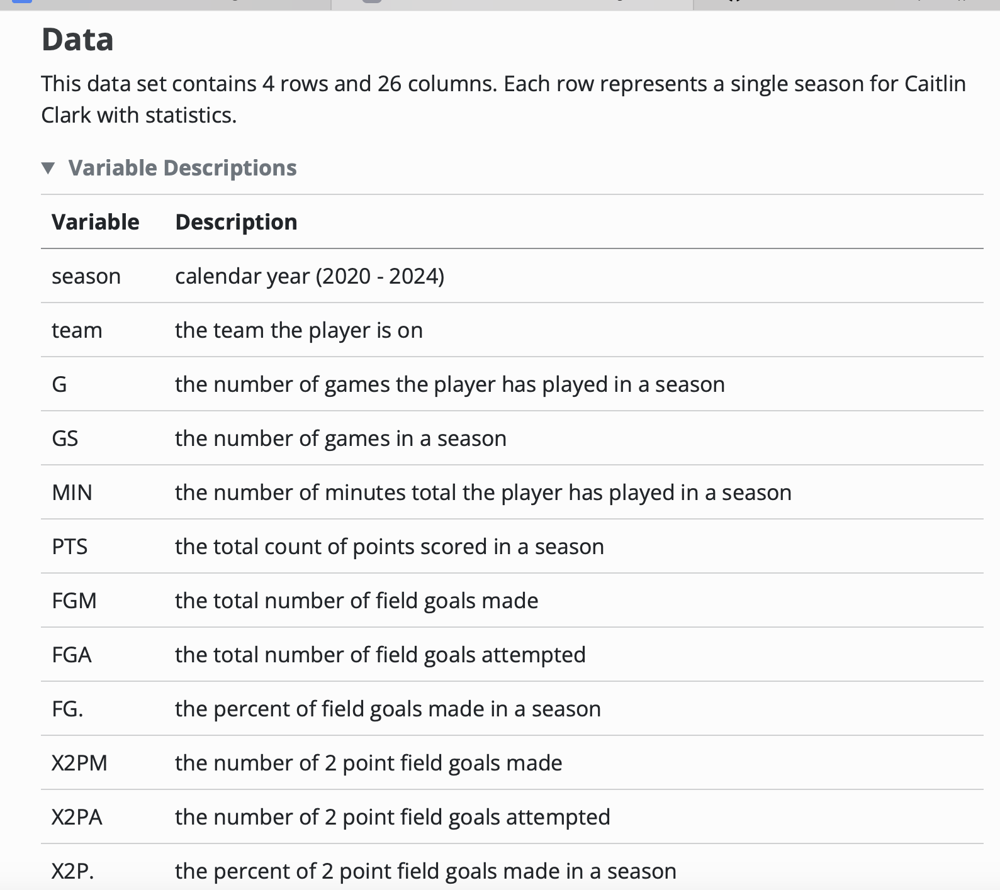 Data
This data set contains 4 rows and 26 columns. Each row represents a single season for Caitlin
Clark with statistics.
▼ Variable Descriptions
Variable Description
season calendar year (2020 - 2024)
team the team the player is on
G the number of games the player has played in a season
GS the number of games in a season
MIN the number of minutes total the player has played in a season
PTS the total count of points scored in a season
FGM the total number of field goals made
FGA the total number of field goals attempted
FG. the percent of field goals made in a season
X2PM the number of 2 point field goals made
X2PA the number of 2 point field goals attempted
X2P. the percent of 2 point field goals made in a season